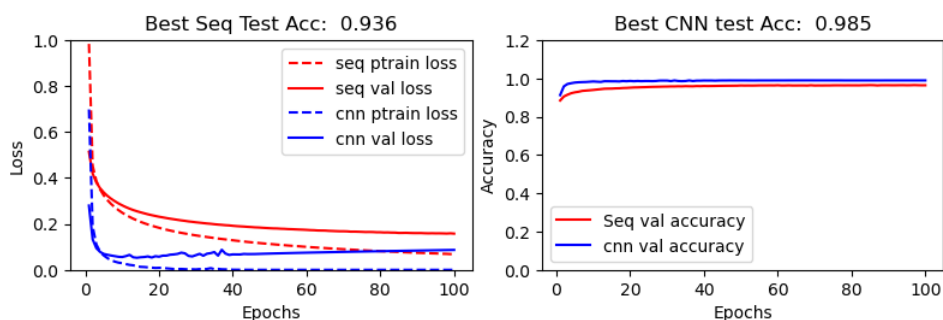 Best Seq Test Acc:  0.936
1.0
0.8
0.6
0.4
0.2
0.0
Loss
seq ptrain loss
seq val loss
cnn ptrain loss
cnn val loss
0 20 40 60 80 100
Epochs
Best CNN test Acc:  0.985
1.2
1.0
0.8
0.6
0.4
0.2
0.0
Accuracy
Seq val accuracy
cnn val accuracy
0 20 40 60 80 100
Epochs